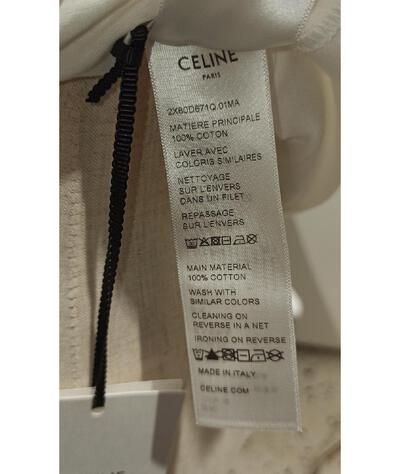 CELINE
PARIS
2X60D671Q.01MA
MATIERE PRINCIPALE
100% COTON
LAVER AVEC
COLORIS SIMILAIRES
NETTOYAGE
SUR L'ENVERS
DANS UN FILET
REPASSAGE
SUR L'ENVERS
MAIN MATERIAL
100% COTTON
WASH WITH
SIMILAR COLORS
CLEANING ON
REVERSE IN A NET
IRONING ON REVERSE
MADE IN ITALY
CELINE.COM